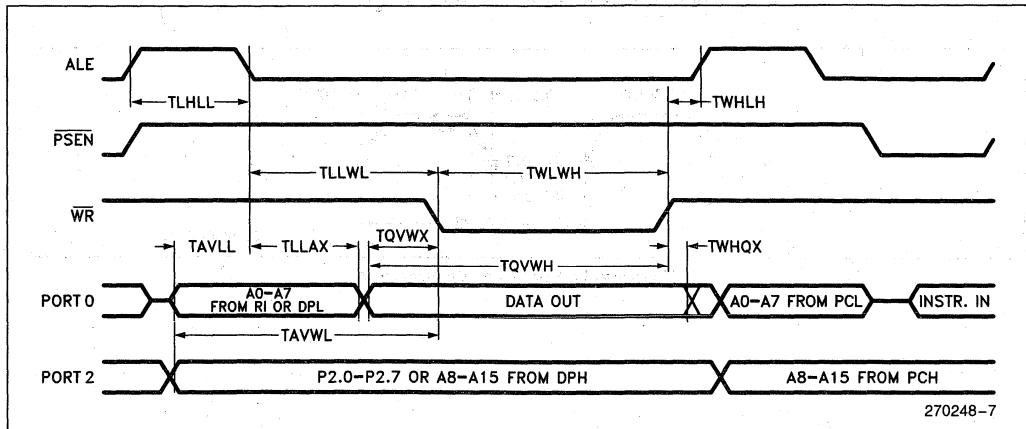 ALE
TLHLL
TWHLH
PSEN
TLLWL
TWLWH
WR
TAVLL
TLLAX
TQVWX
TWHQX
TQVWH
PORT 0
A0–A7
FROM RI OR DPL
DATA OUT
A0–A7 FROM PCL
INSTR. IN
TAVWL
PORT 2
P2.0–P2.7 OR A8–A15 FROM DPH
A8–A15 FROM PCH
270248–7